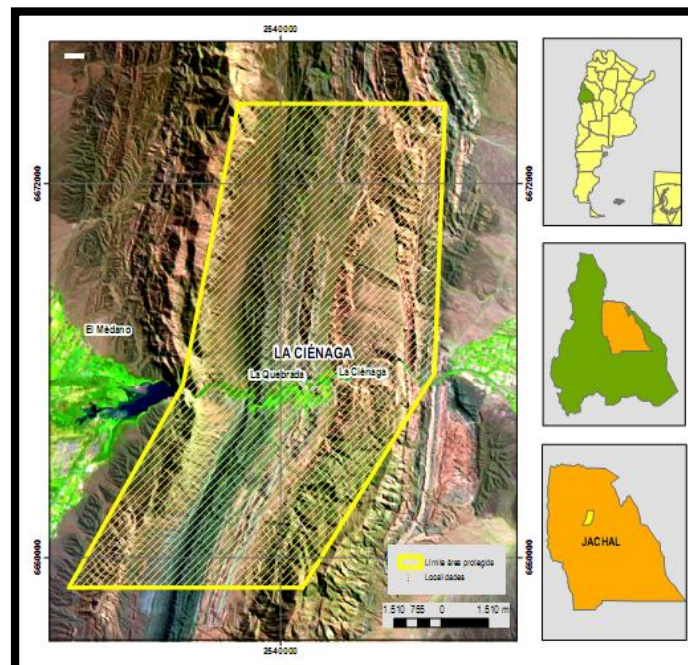 2540000
6672000
6672000
El Médano
LA CIÉNAGA
La Quebrada
La Ciénaga
6660000
6660000
Límite área protegida
Localidades
1.510 755 0 1.510 m
2540000
JACHAL